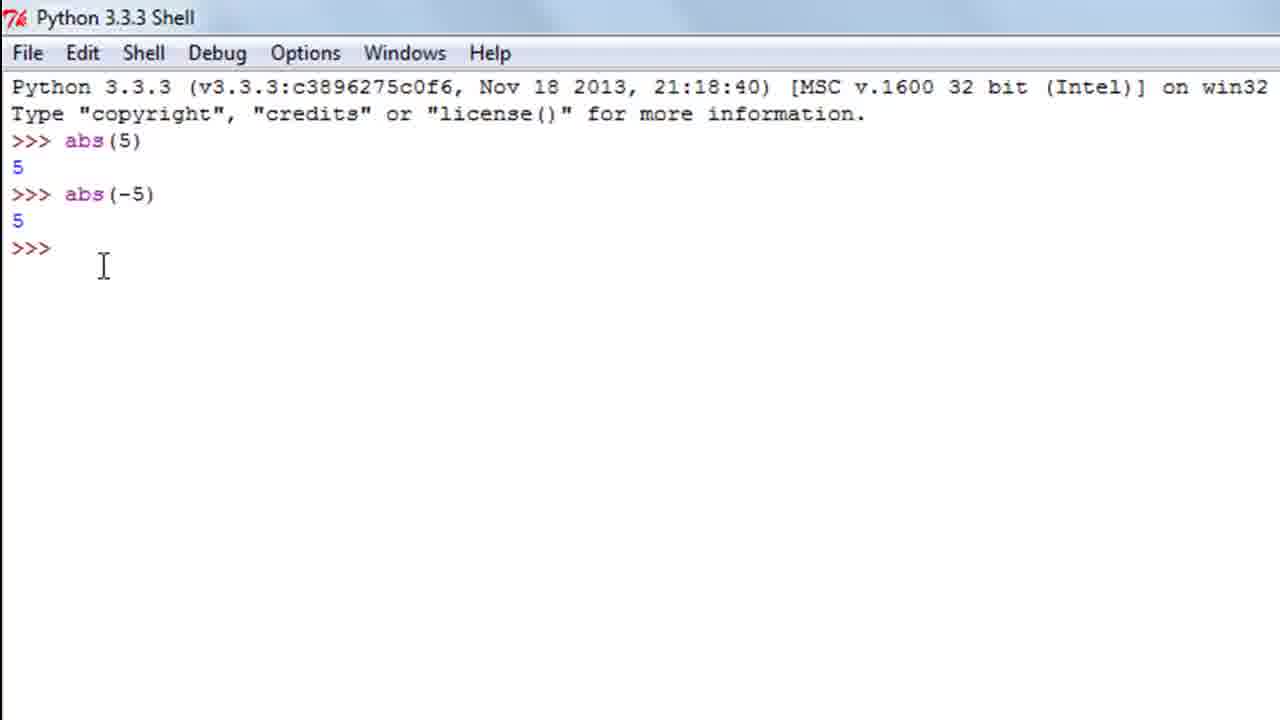 Python 3.3.3 Shell
File Edit Shell Debug Options Windows Help
Python 3.3.3 (v3.3.3:c3896275c0f6, Nov 18 2013, 21:18:40) [MSC v.1600 32 bit (Intel)] on win32
Type "copyright", "credits" or "license()" for more information.
>>> abs(5)
5
>>> abs(-5)
5
>>>